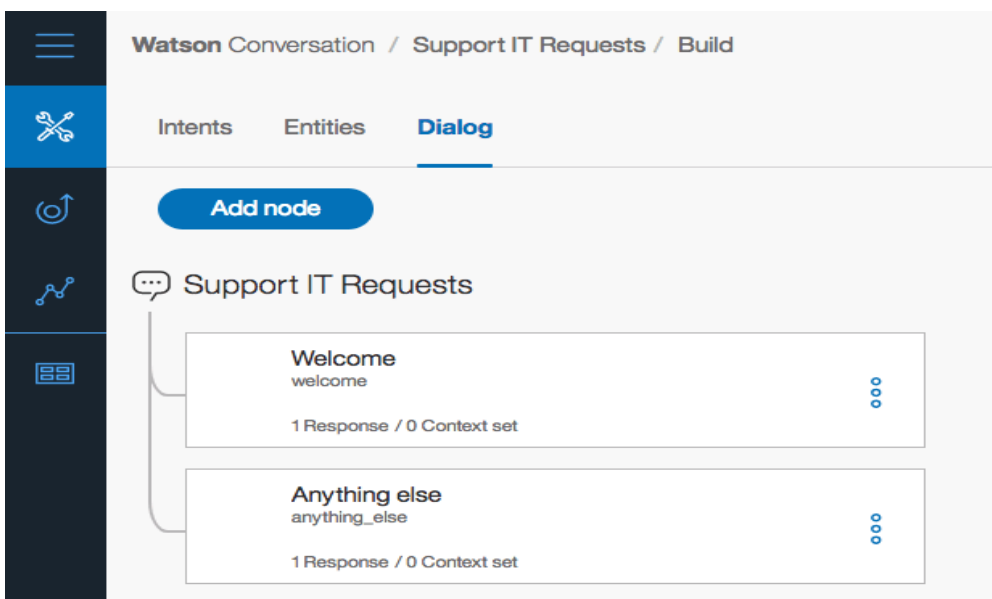 Watson Conversation / Support IT Requests / Build
Intents Entities Dialog
Add node
Support IT Requests
Welcome
welcome
1 Response / 0 Context set
Anything else
anything_else
1 Response / 0 Context set